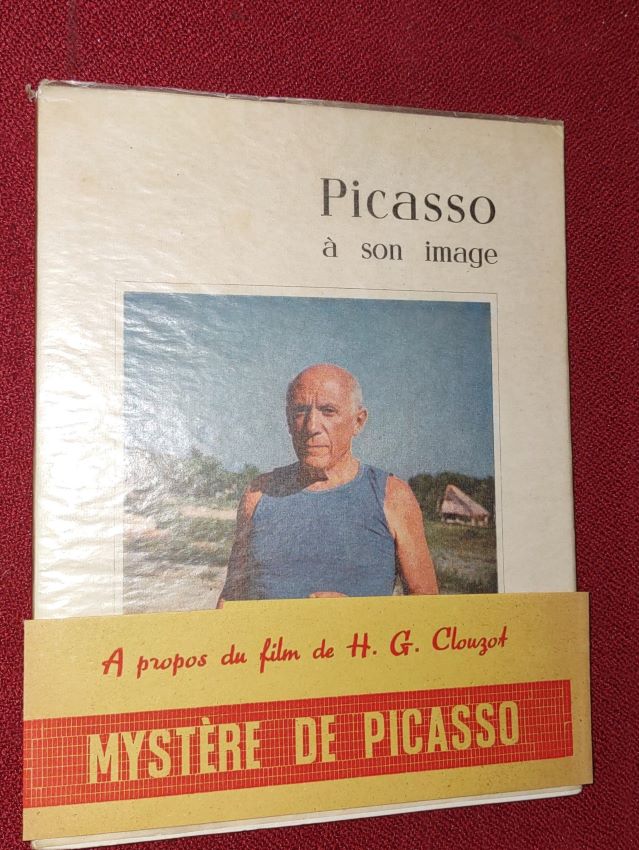 Picasso
à son image
A propos du film de H. G. Clouzot
MYSTÈRE DE PICASSO